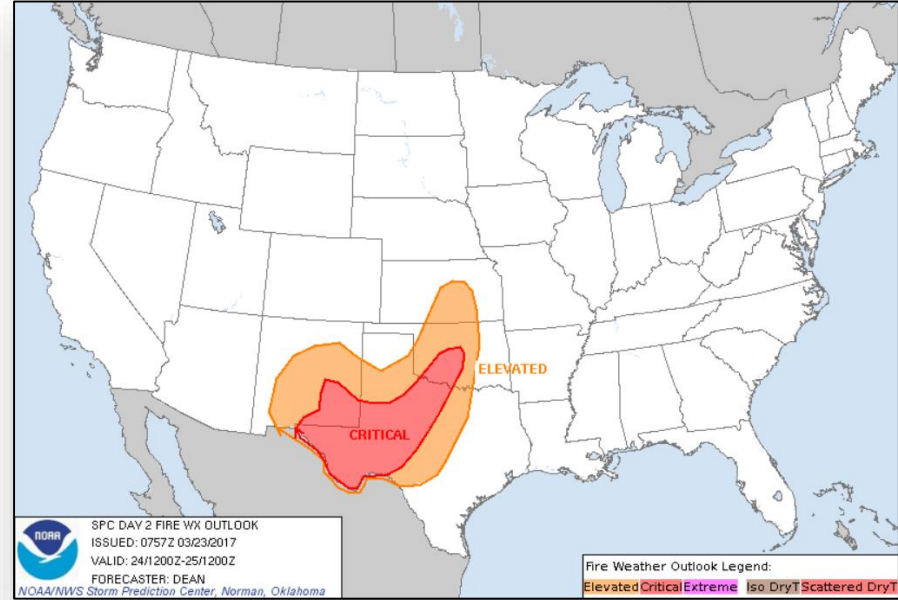 ELEVATED
CRITICAL
NOAA
SPC DAY 2 FIRE WX OUTLOOK
ISSUED: 0757Z 03/23/2017
VALID: 24/1200Z-25/1200Z
FORECASTER: DEAN
NOAA/NWS Storm Prediction Center, Norman, Oklahoma
Fire Weather Outlook Legend:
Elevated Critical Extreme Iso DryT Scattered DryT